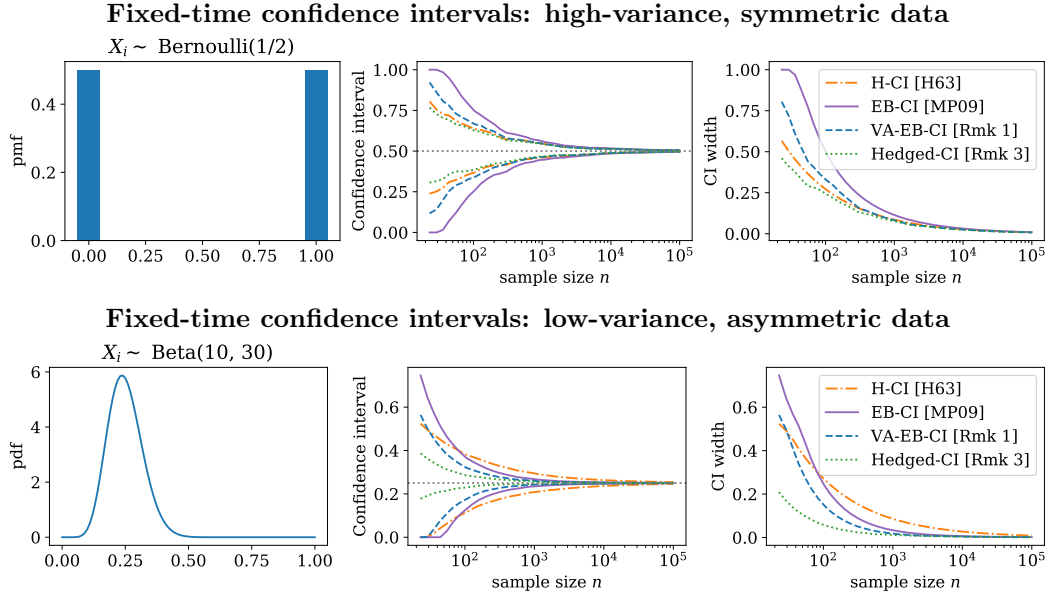 Fixed-time confidence intervals: high-variance, symmetric data
X_i ~ Bernoulli(1/2)
pmf
0.4
0.2
0.0
0.00 0.25 0.50 0.75 1.00
Confidence interval
1.00
0.75
0.50
0.25
0.00
10² 10³ 10⁴ 10⁵
sample size n
CI width
1.00
0.75
0.50
0.25
0.00
10² 10³ 10⁴ 10⁵
sample size n
H-CI [H63]
EB-CI [MP09]
VA-EB-CI [Rmk 1]
Hedged-CI [Rmk 3]
Fixed-time confidence intervals: low-variance, asymmetric data
X_i ~ Beta(10, 30)
pdf
6
4
2
0
0.00 0.25 0.50 0.75 1.00
Confidence interval
0.6
0.4
0.2
0.0
10² 10³ 10⁴ 10⁵
sample size n
CI width
0.6
0.4
0.2
0.0
10² 10³ 10⁴ 10⁵
sample size n
H-CI [H63]
EB-CI [MP09]
VA-EB-CI [Rmk 1]
Hedged-CI [Rmk 3]